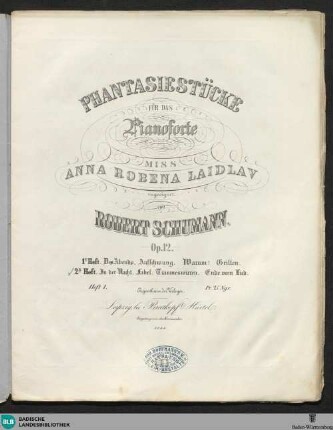 PHANTASIESTÜCKE
FÜR DAS
Pianoforte
MISS
ANNA ROBENA LAIDLAV
von
ROBERT SCHUMANN.
Op. 12.
1s Heft. Des Abends. Aufschwung. Warum? Grillen.
2s Heft. In der Nacht. Fabel. Traumeswirren. Ende vom Lied.
Heft 1.
Pr. 25 Ngr.
Leipzig, bei Breitkopf & Härtel.
BLB
BADISCHE
LANDESBIBLIOTHEK
Baden-Württemberg